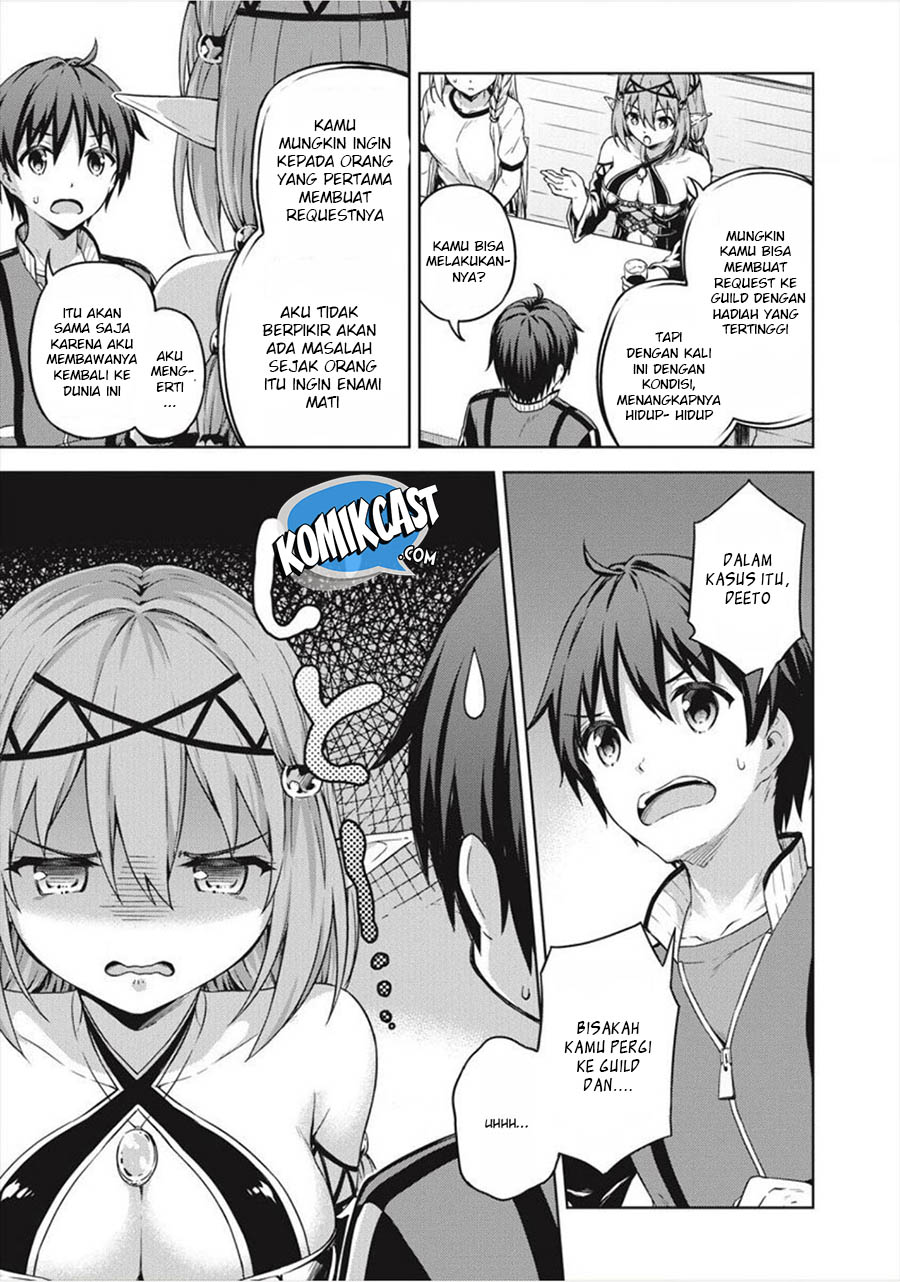 MUNGKIN
KAMU BISA
MEMBUAT
REQUEST KE
GUILD DENGAN
HADIAH YANG
TERTINGGI
TAPI
DENGAN KALI
INI DENGAN
KONDISI,
MENANGKAPNYA
HIDUP- HIDUP
KAMU BISA
MELAKUKAN-
NYA?
KAMU
MUNGKIN INGIN
KEPADA ORANG
YANG PERTAMA
MEMBUAT
REQUESTNYA
AKU TIDAK
BERPIKIR AKAN
ADA MASALAH
SEJAK ORANG
ITU INGIN ENAMI
MATI
AKU
MENG-
ERTI
...
ITU AKAN
SAMA SAJA
KARENA AKU
MEMBAWANYA
KEMBALI KE
DUNIA INI
DALAM
KASUS ITU,
DEETO
BISAKAH
KAMU PERGI
KE GUILD
DAN....
UHHH...
じと
KOMIKCAST
.COM